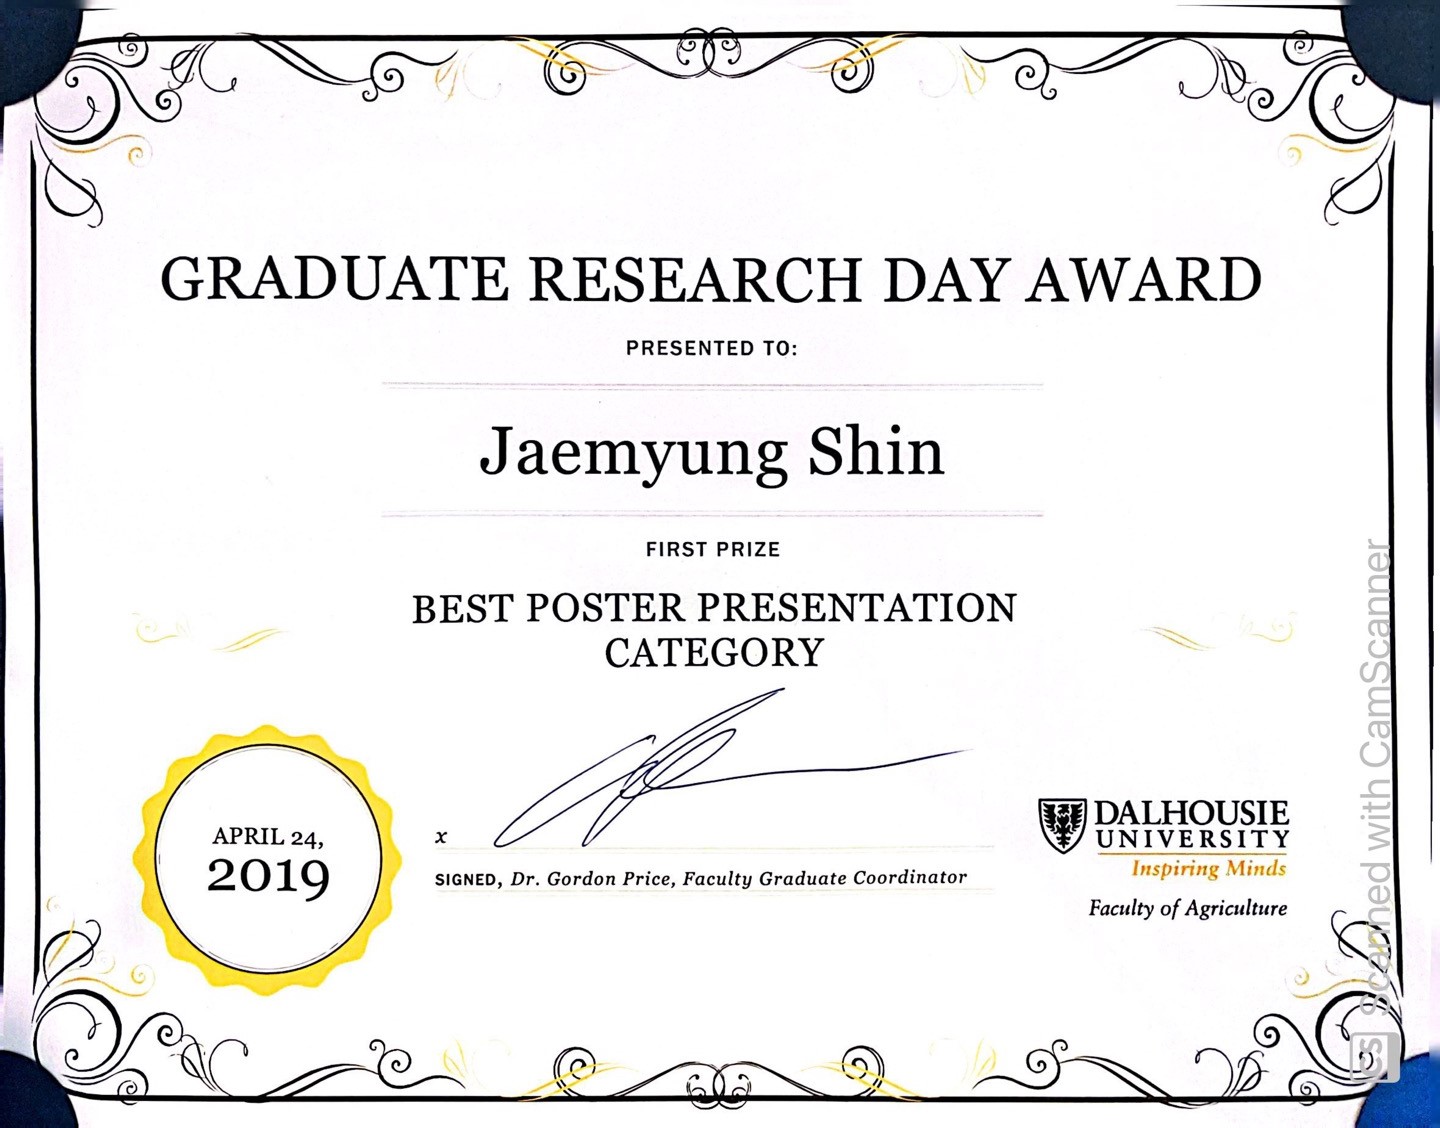 GRADUATE RESEARCH DAY AWARD
PRESENTED TO:
Jaemyung Shin
FIRST PRIZE
BEST POSTER PRESENTATION
CATEGORY
APRIL 24,
2019
x
SIGNED, Dr. Gordon Price, Faculty Graduate Coordinator
DALHOUSIE
UNIVERSITY
Inspiring Minds
Faculty of Agriculture
CS Scanned with CamScanner